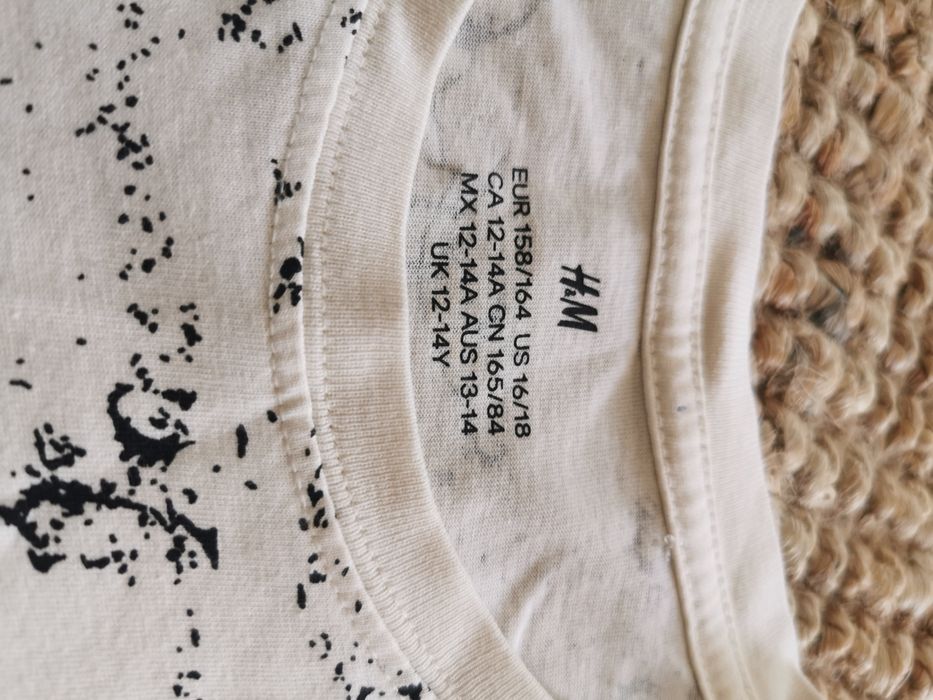 H&M
EUR 158/164 US 16/18
CA 12-14A CN 165/84
MX 12-14A AUS 13-14
UK 12-14Y